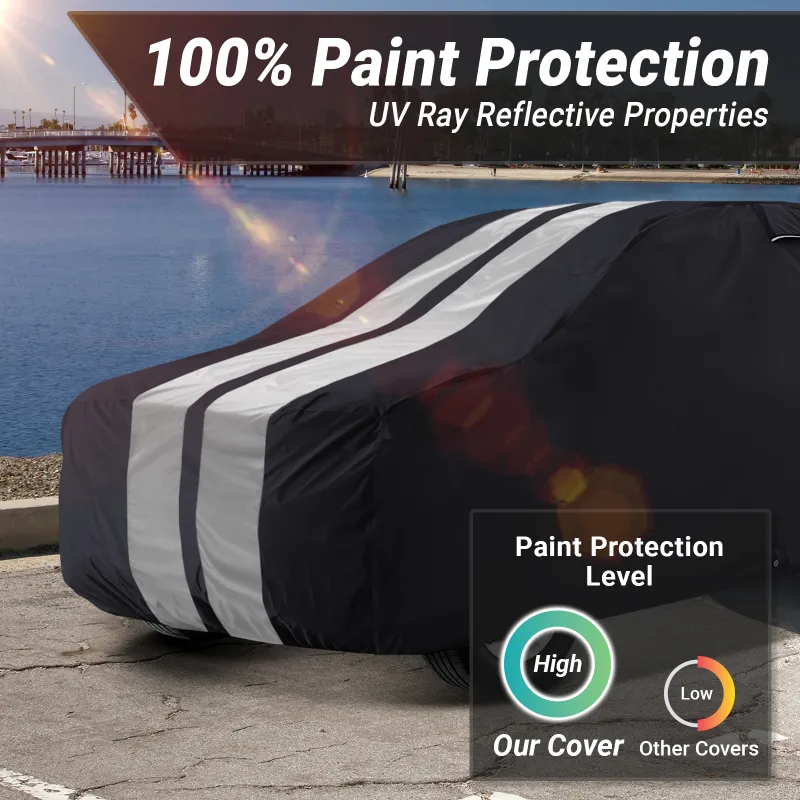 100% Paint Protection
UV Ray Reflective Properties
Paint Protection
Level
High
Low
Our Cover
Other Covers